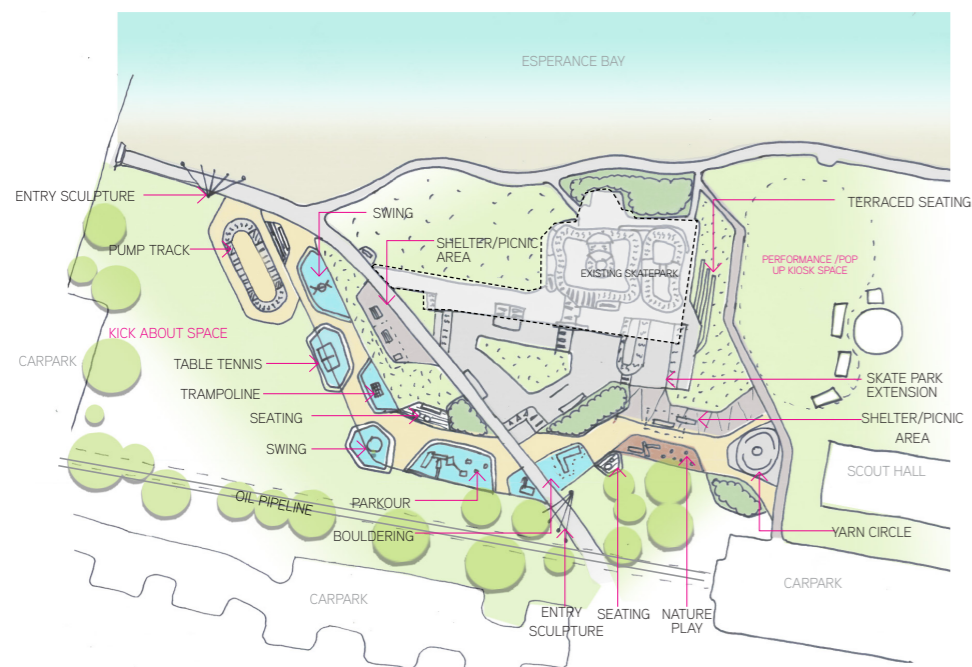 ESPERANCE BAY
ENTRY SCULPTURE
SWING
TERRACED SEATING
PUMP TRACK
SHELTER/PICNIC
AREA
PERFORMANCE /POP
UP KIOSK SPACE
EXISTING SKATEPARK
KICK ABOUT SPACE
CARPARK
TABLE TENNIS
TRAMPOLINE
SKATE PARK
EXTENSION
SEATING
SHELTER/PICNIC
AREA
SWING
SCOUT HALL
OIL PIPELINE
PARKOUR
BOULDERING
YARN CIRCLE
CARPARK
CARPARK
ENTRY
SCULPTURE
SEATING
NATURE
PLAY